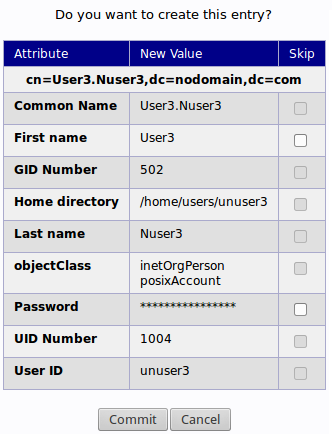 Do you want to create this entry?
Attribute New Value Skip
cn=User3.Nuser3,dc=nodomain,dc=com
Common Name User3.Nuser3
First name User3
GID Number 502
Home directory /home/users/unuser3
Last name Nuser3
objectClass inetOrgPerson
posixAccount
Password ****************
UID Number 1004
User ID unuser3
Commit Cancel